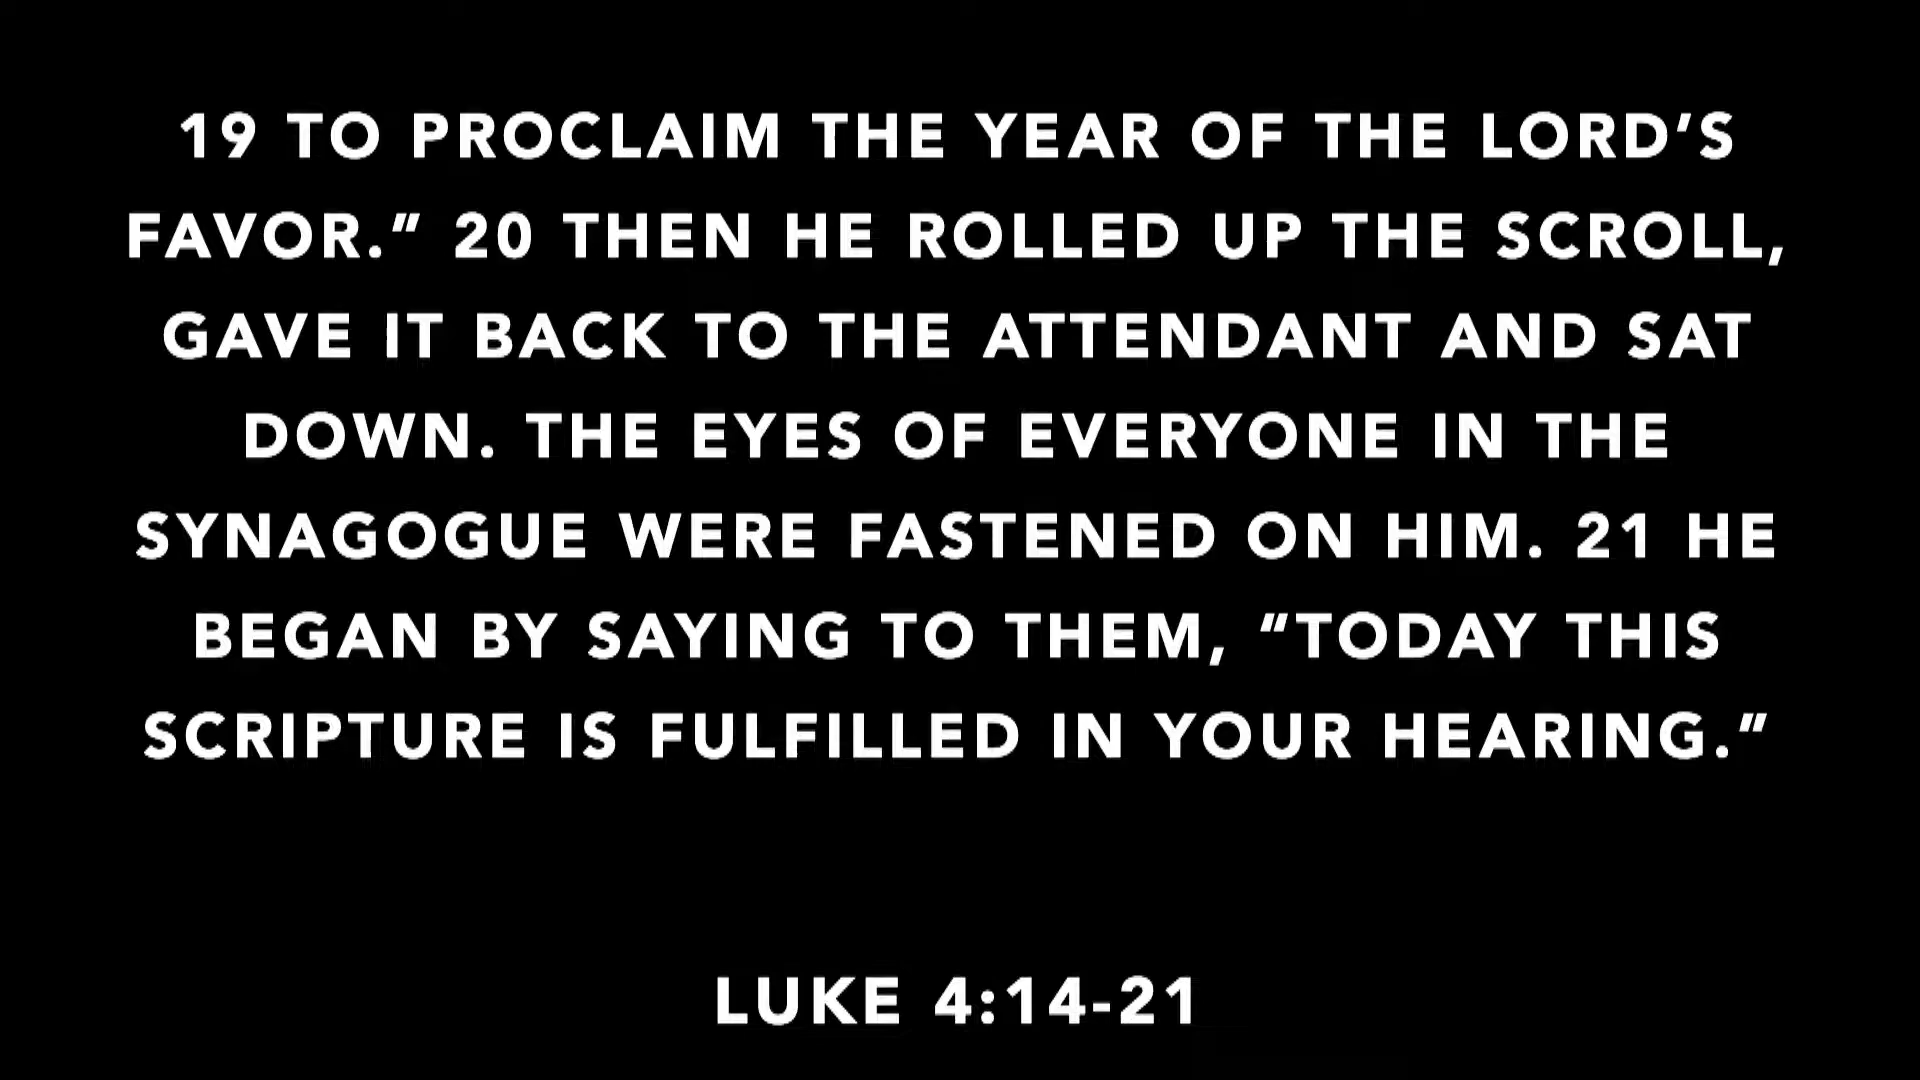 19 TO PROCLAIM THE YEAR OF THE LORD’S
FAVOR.” 20 THEN HE ROLLED UP THE SCROLL,
GAVE IT BACK TO THE ATTENDANT AND SAT
DOWN. THE EYES OF EVERYONE IN THE
SYNAGOGUE WERE FASTENED ON HIM. 21 HE
BEGAN BY SAYING TO THEM, “TODAY THIS
SCRIPTURE IS FULFILLED IN YOUR HEARING.”
LUKE 4:14-21